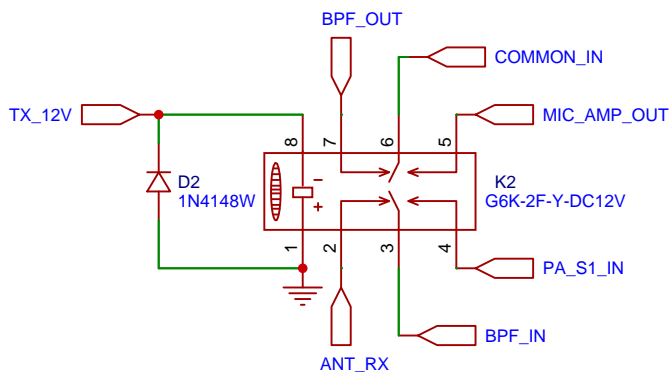 BPF_OUT
COMMON_IN
TX_12V
MIC_AMP_OUT
8
7
6
5
D2
1N4148W
−
+
K2
G6K-2F-Y-DC12V
1
2
3
4
PA_S1_IN
BPF_IN
ANT_RX